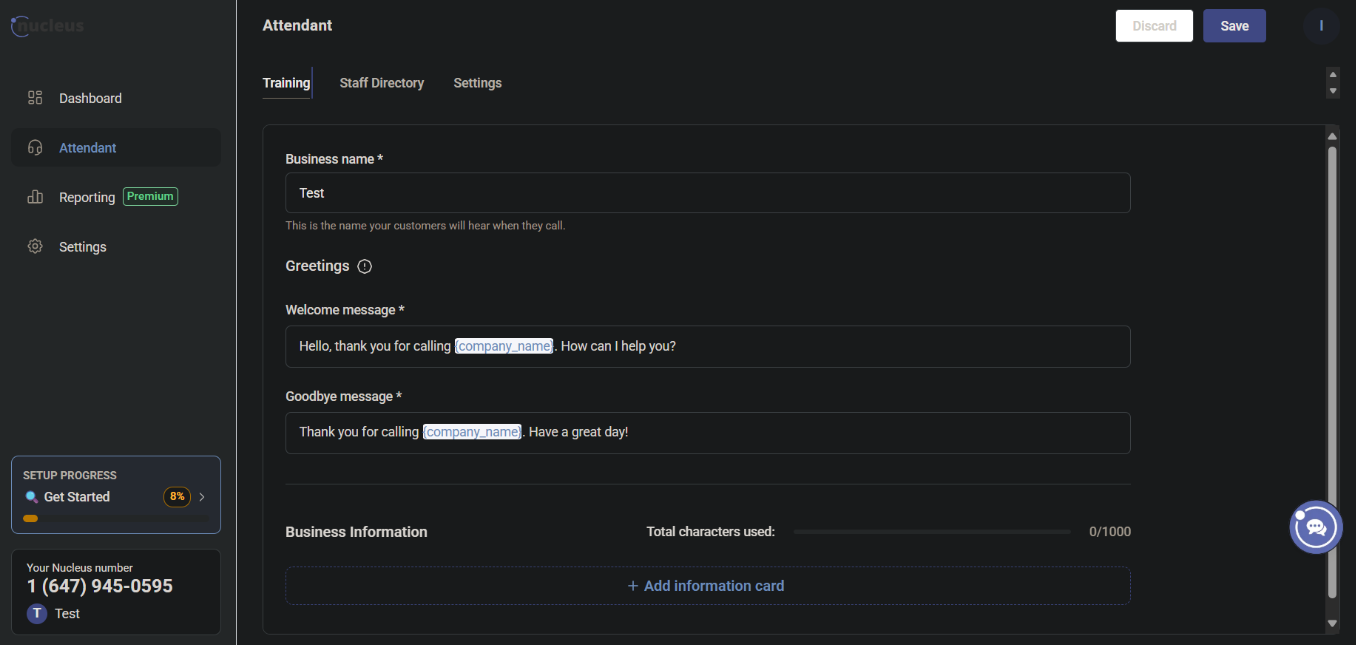 nucleus
Dashboard
Attendant
Reporting Premium
Settings
SETUP PROGRESS
Get Started 8%
Your Nucleus number
1 (647) 945-0595
T Test
Attendant
Discard Save I
Training Staff Directory Settings
Business name *
Test
This is the name your customers will hear when they call.
Greetings
Welcome message *
Hello, thank you for calling {company_name}. How can I help you?
Goodbye message *
Thank you for calling {company_name}. Have a great day!
Business Information Total characters used: 0/1000
+ Add information card